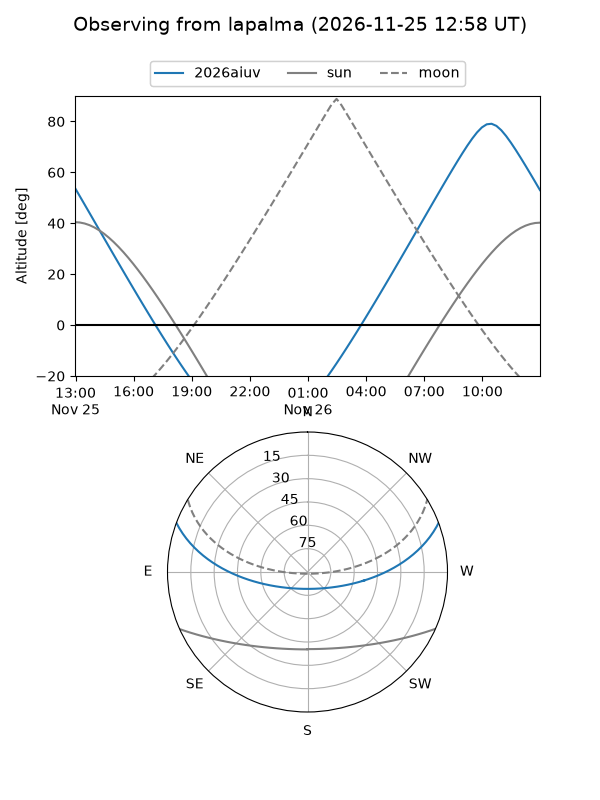 Observing from lapalma (2026-11-25 12:58 UT)
2026aiuv sun moon
Altitude [deg]
80
60
40
20
0
−20
13:00 16:00 19:00 22:00 01:00 04:00 07:00 10:00
Nov 25 Nov 26
N
NE NW
15
30
45
60
75
E W
SE SW
S